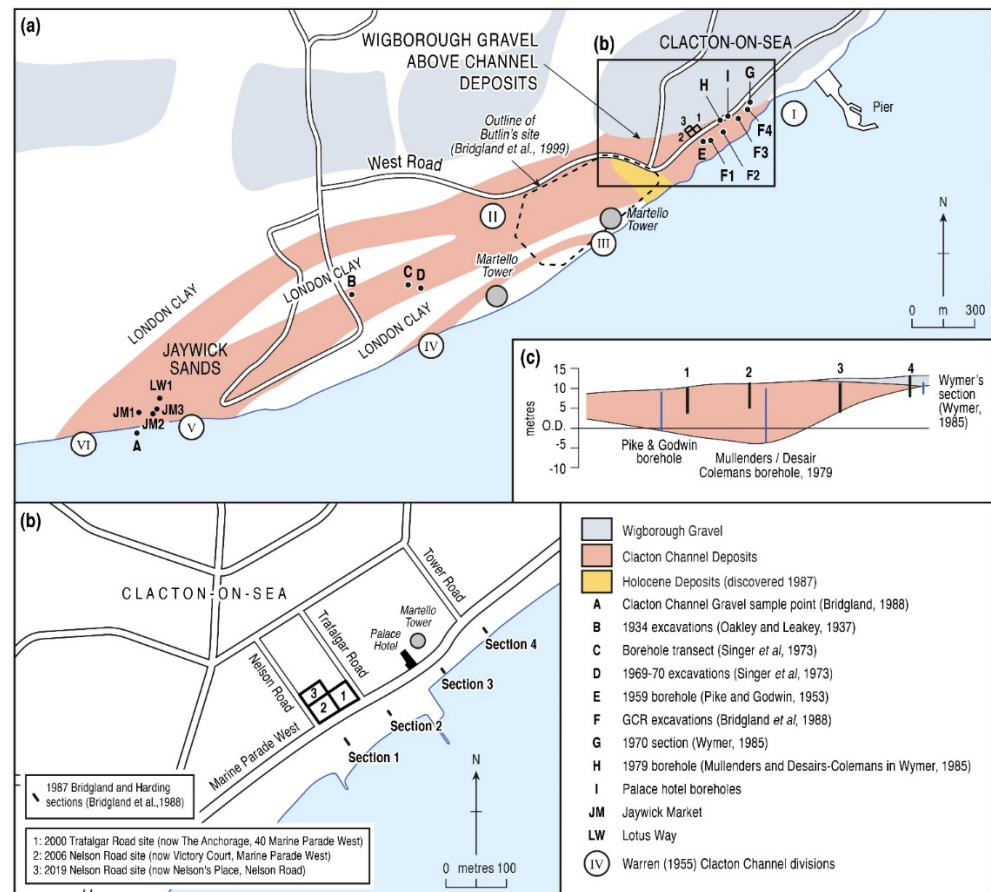 (a)
WIGBOROUGH GRAVEL
ABOVE CHANNEL
DEPOSITS
(b)
CLACTON-ON-SEA
H
I
G
3
1
2
E
F1
F2
F3
F4
I
Pier
Outline of
Butlin's site
(Bridgland et al., 1999)
West Road
II
Martello
Tower
III
Martello
Tower
N
0 m 300
LONDON CLAY
LONDON CLAY
LONDON CLAY
B
C
D
IV
JAYWICK
SANDS
LW1
JM1
JM3
JM2
V
VI
A
(c)
1
2
3
4
metres
15
10
5
O.D.
-5
-10
Wymer's
section
(Wymer,
1985)
Pike & Godwin
borehole
Mullenders / Desair
Colemans borehole, 1979
(b)
CLACTON-ON-SEA
Tower Road
Trafalgar Road
Nelson Road
Martello
Tower
Palace
Hotel
3
1
2
Marine Parade West
Section 4
Section 3
Section 2
Section 1
N
0 metres 100
1987 Bridgland and Harding
sections (Bridgland et al.,1988)
1: 2000 Trafalgar Road site (now The Anchorage, 40 Marine Parade West)
2: 2006 Nelson Road site (now Victory Court, Marine Parade West)
3: 2019 Nelson Road site (now Nelson's Place, Nelson Road)
Wigborough Gravel
Clacton Channel Deposits
Holocene Deposits (discovered 1987)
A Clacton Channel Gravel sample point (Bridgland, 1988)
B 1934 excavations (Oakley and Leakey, 1937)
C Borehole transect (Singer et al, 1973)
D 1969-70 excavations (Singer et al, 1973)
E 1959 borehole (Pike and Godwin, 1953)
F GCR excavations (Bridgland et al, 1988)
G 1970 section (Wymer, 1985)
H 1979 borehole (Mullenders and Desairs-Colemans in Wymer, 1985)
I Palace hotel boreholes
JM Jaywick Market
LW Lotus Way
IV Warren (1955) Clacton Channel divisions